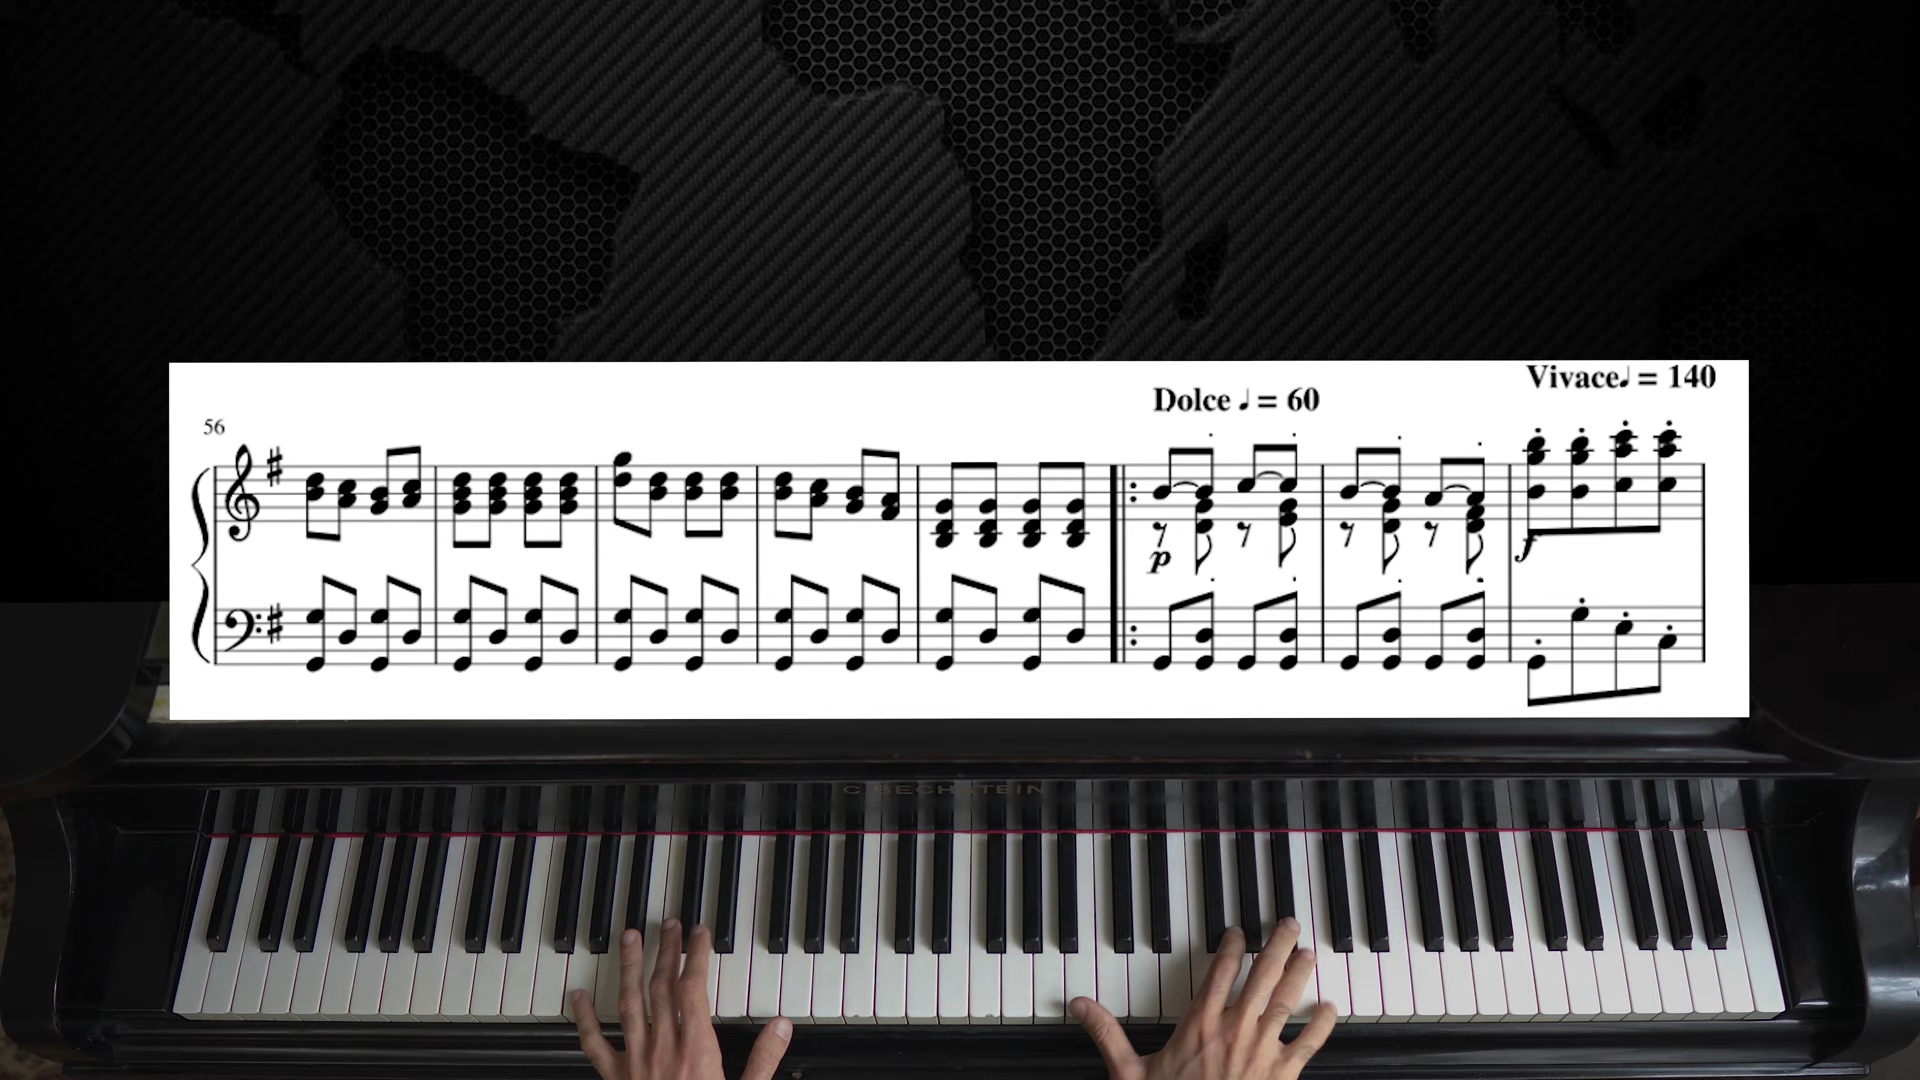 Vivace♩ = 140
Dolce ♩ = 60
56
p
f
C. BECHSTEIN